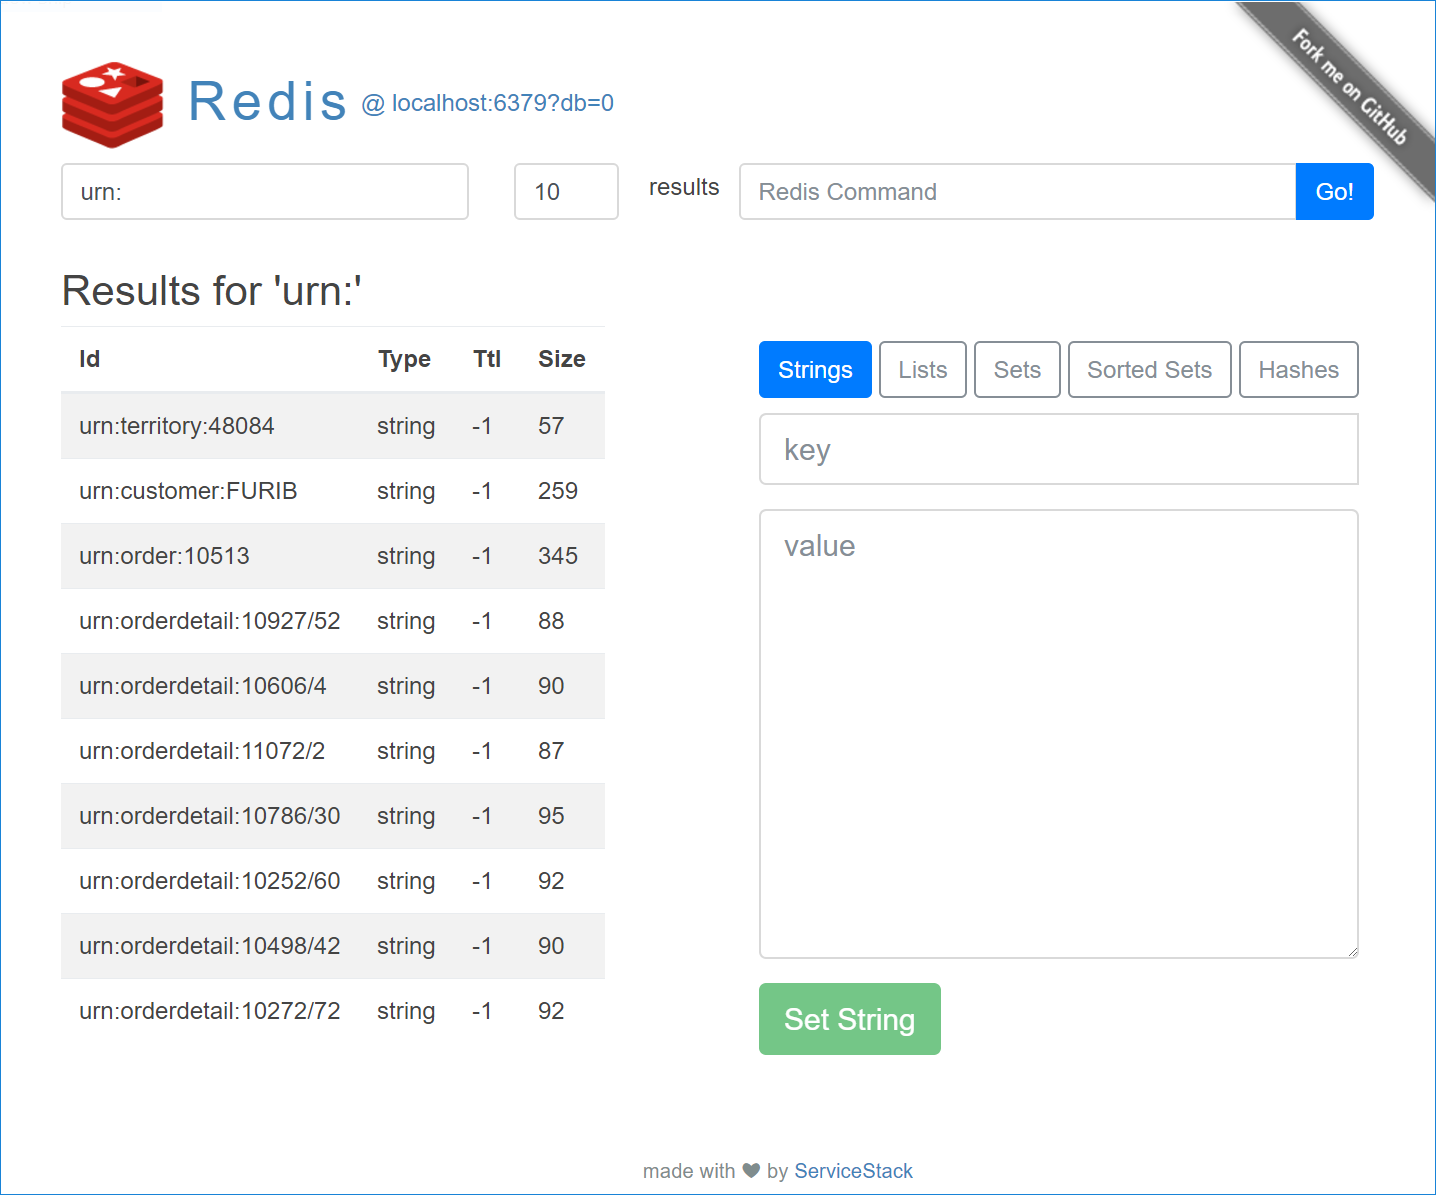 Fork me on GitHub
Redis @ localhost:6379?db=0
urn: 10 results Redis Command Go!
Results for 'urn:'
Id Type Ttl Size
urn:territory:48084 string -1 57
urn:customer:FURIB string -1 259
urn:order:10513 string -1 345
urn:orderdetail:10927/52 string -1 88
urn:orderdetail:10606/4 string -1 90
urn:orderdetail:11072/2 string -1 87
urn:orderdetail:10786/30 string -1 95
urn:orderdetail:10252/60 string -1 92
urn:orderdetail:10498/42 string -1 90
urn:orderdetail:10272/72 string -1 92
Strings Lists Sets Sorted Sets Hashes
key
value
Set String
made with ♥ by ServiceStack